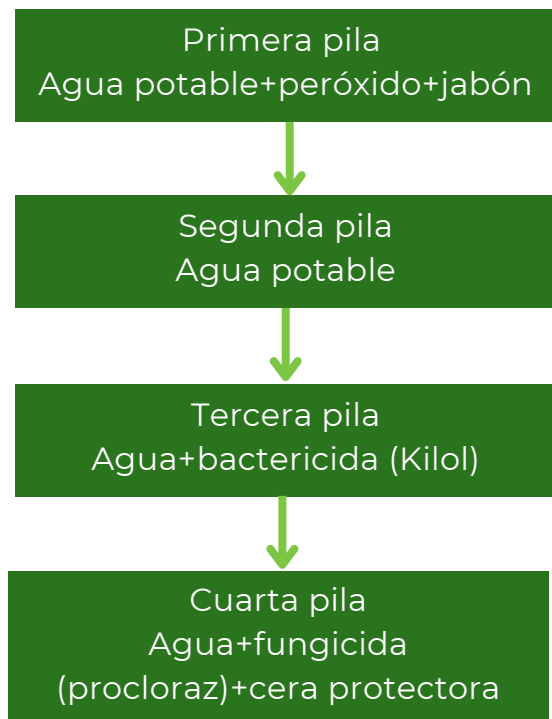 Primera pila
Agua potable+peróxido+jabón
Segunda pila
Agua potable
Tercera pila
Agua+bactericida (Kilol)
Cuarta pila
Agua+fungicida
(procloraz)+cera protectora